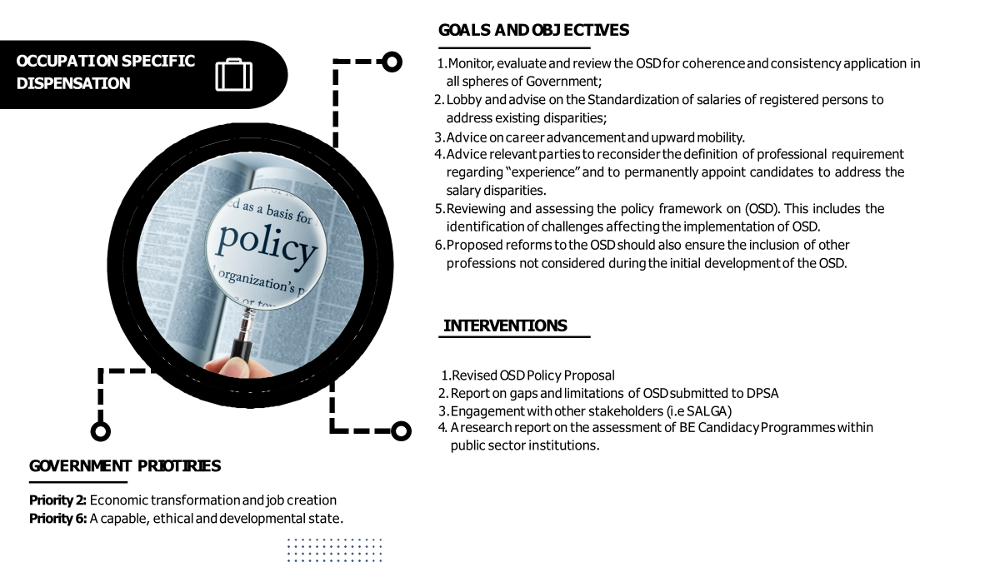 OCCUPATION SPECIFIC
DISPENSATION
GOALS AND OBJECTIVES
1.Monitor, evaluate and review the OSD for coherence and consistency application in
all spheres of Government;
2. Lobby and advise on the Standardization of salaries of registered persons to
address existing disparities;
3. Advice on career advancement and upward mobility.
4. Advice relevant parties to reconsider the definition of professional requirement
regarding “experience” and to permanently appoint candidates to address the
salary disparities.
5. Reviewing and assessing the policy framework on (OSD). This includes the
identification of challenges affecting the implementation of OSD.
6. Proposed reforms to the OSD should also ensure the inclusion of other
professions not considered during the initial development of the OSD.
ed as a basis for
policy
organization's p
s or tow
INTERVENTIONS
1.Revised OSD Policy Proposal
2. Report on gaps and limitations of OSD submitted to DPSA
3. Engagement with other stakeholders (i.e SALGA)
4. A research report on the assessment of BE Candidacy Programmes within
public sector institutions.
GOVERNMENT PRIOTIRIES
Priority 2: Economic transformation and job creation
Priority 6: A capable, ethical and developmental state.